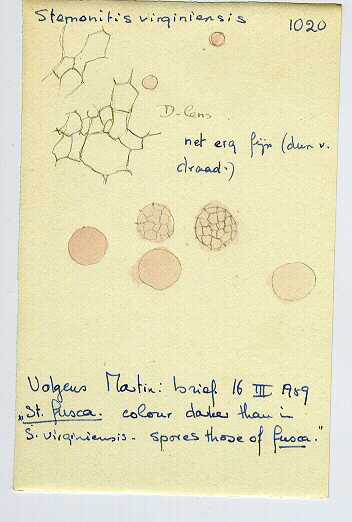 Stemonitis virginiensis 1020
D-lens
net erg fijn (dun v.
draad.)
Volgens Martin: brief 16 III 1989
„St. fusca. colour darker than in
S. virginiensis - spores those of fusca."